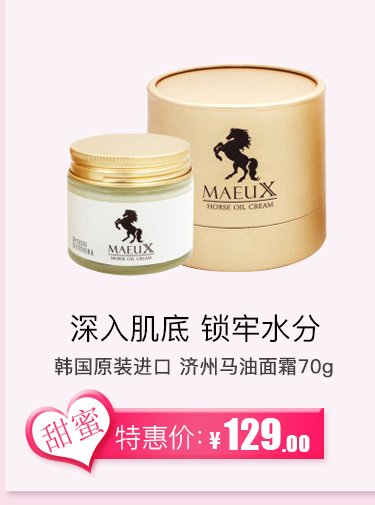 MAEUX
HORSE OIL CREAM
MAEUX
HORSE OIL CREAM
深入肌底 锁牢水分
韩国原装进口 济州马油面霜70g
甜蜜
特惠价: ¥129.00